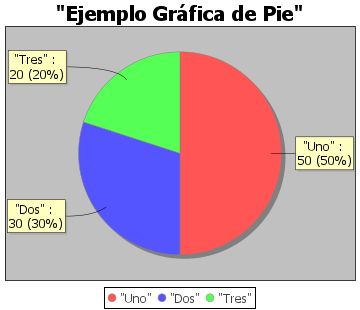 "Ejemplo Gráfica de Pie"
"Tres" :
20 (20%)
"Uno" :
50 (50%)
"Dos" :
30 (30%)
"Uno" "Dos" "Tres"